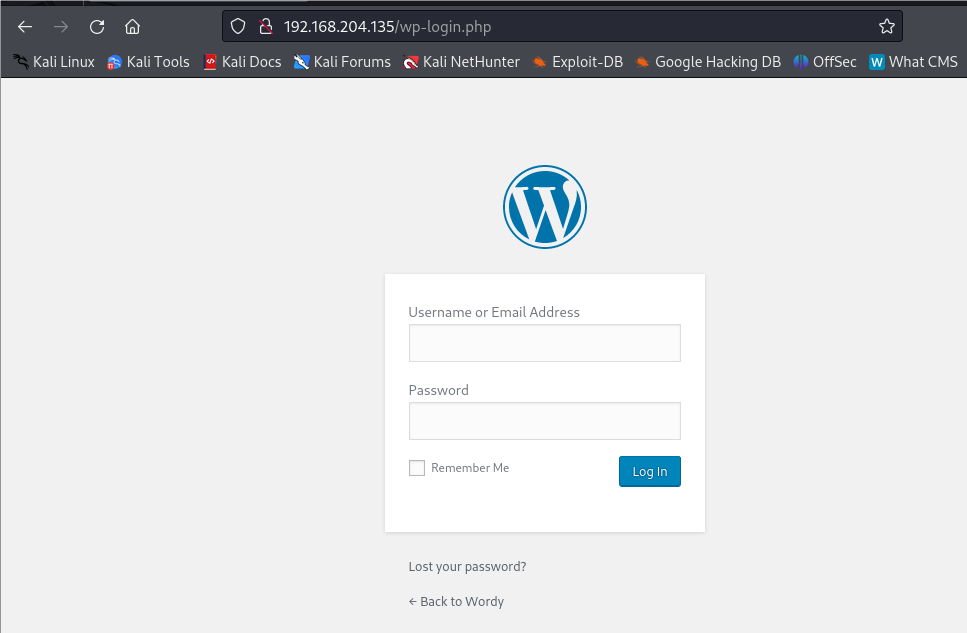 192.168.204.135/wp-login.php
Kali Linux Kali Tools Kali Docs Kali Forums Kali NetHunter Exploit-DB Google Hacking DB OffSec What CMS
Username or Email Address
Password
Remember Me Log In
Lost your password?
← Back to Wordy